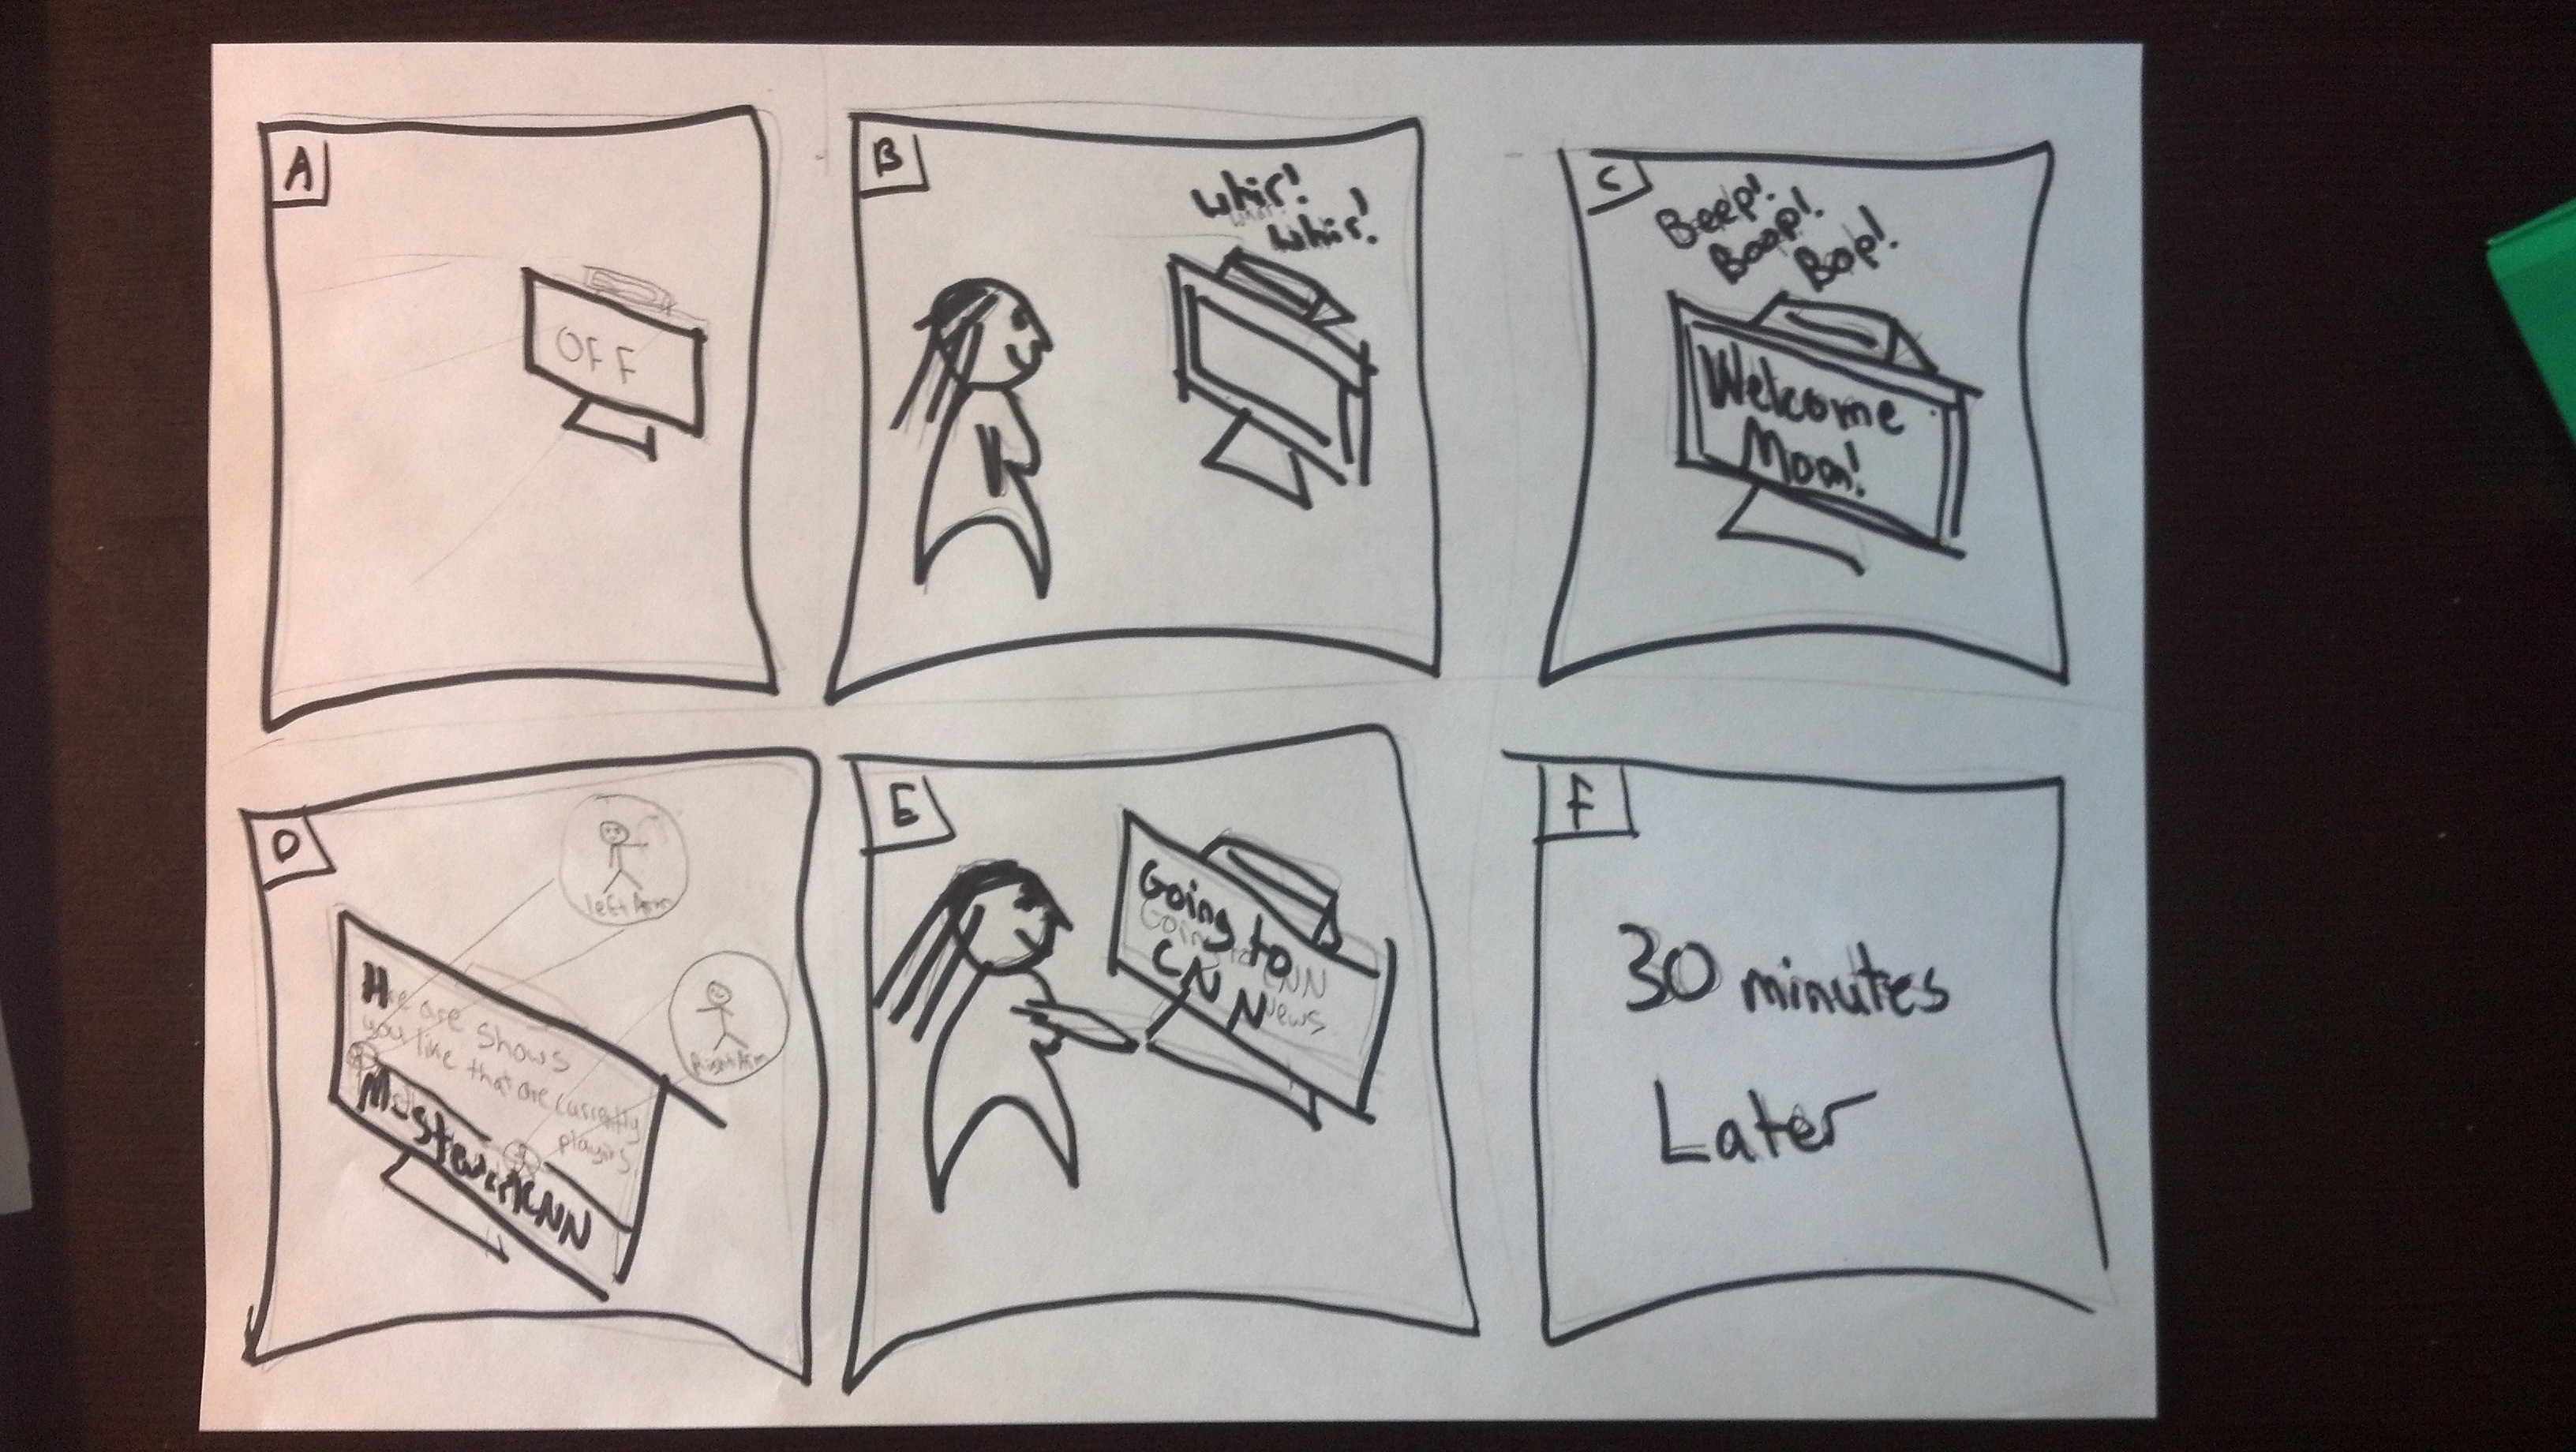 A
OFF
B
Whir!
Whir!
C
Beep!
Boop!
Bop!
Welcome
Mom!
D
Left Arm
Right Arm
Here are shows
you like that are currently
playing
CNN
E
Going to
CNN
Going to CNN
News
F
30 minutes
Later